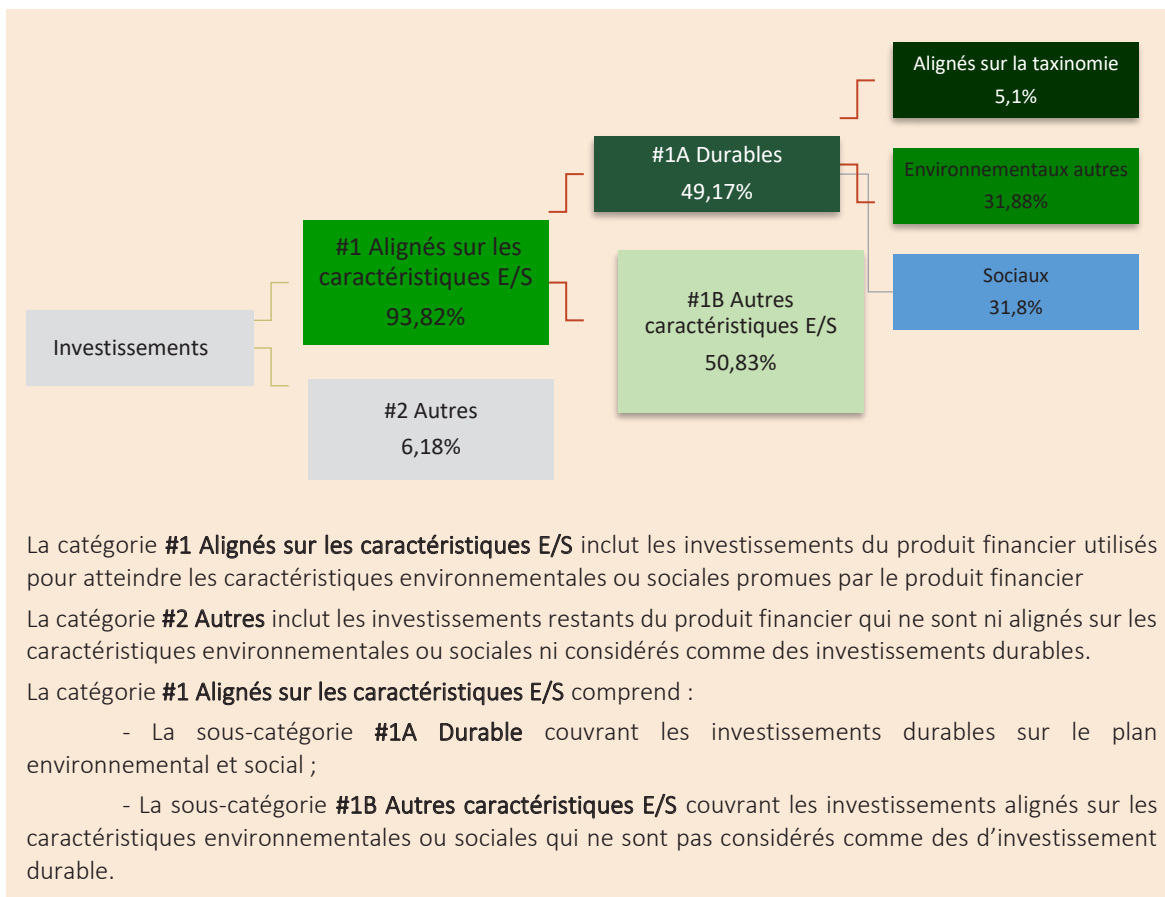 Alignés sur la taxinomie
5,1%
#1A Durables
49,17%
Environnementaux autres
31,88%
#1 Alignés sur les
caractéristiques E/S
93,82%
#1B Autres
caractéristiques E/S
50,83%
Sociaux
31,8%
Investissements
#2 Autres
6,18%
La catégorie #1 Alignés sur les caractéristiques E/S inclut les investissements du produit financier utilisés
pour atteindre les caractéristiques environnementales ou sociales promues par le produit financier
La catégorie #2 Autres inclut les investissements restants du produit financier qui ne sont ni alignés sur les
caractéristiques environnementales ou sociales ni considérés comme des investissements durables.
La catégorie #1 Alignés sur les caractéristiques E/S comprend :
- La sous-catégorie #1A Durable couvrant les investissements durables sur le plan
environnemental et social ;
- La sous-catégorie #1B Autres caractéristiques E/S couvrant les investissements alignés sur les
caractéristiques environnementales ou sociales qui ne sont pas considérés comme des d’investissement
durable.